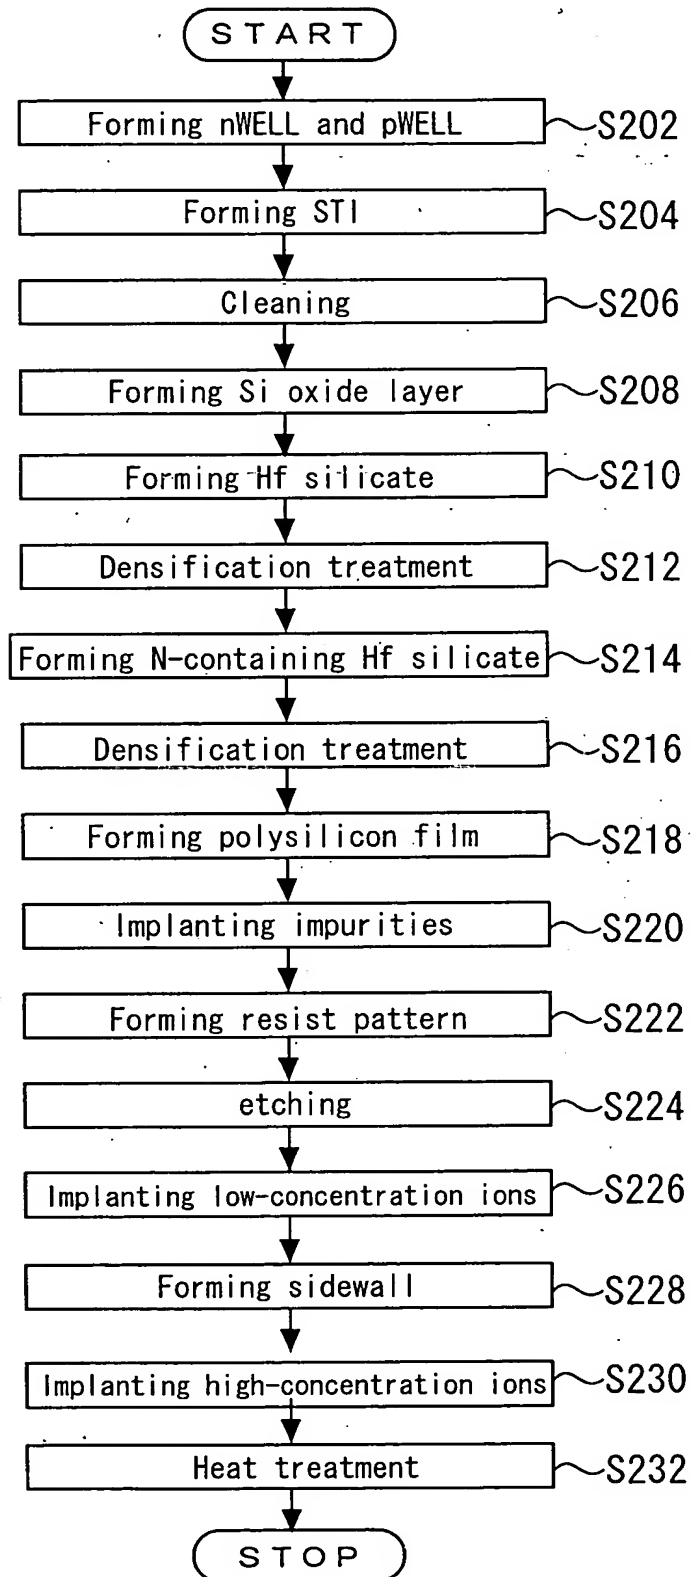 START
Forming nWELL and pWELL S202
Forming STI S204
Cleaning S206
Forming Si oxide layer S208
Forming Hf silicate S210
Densification treatment S212
Forming N-containing Hf silicate S214
Densification treatment S216
Forming polysilicon film S218
Implanting impurities S220
Forming resist pattern S222
etching S224
Implanting low-concentration ions S226
Forming sidewall S228
Implanting high-concentration ions S230
Heat treatment S232
STOP